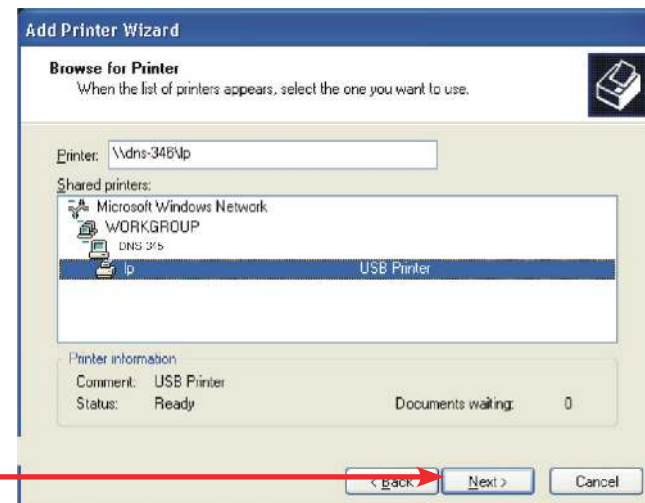 Add Printer Wizard
Browse for Printer
When the list of printers appears, select the one you want to use.
Printer: \\dns-346\lp
Shared printers:
Microsoft Windows Network
WORKGROUP
DNS 345
lp USB Printer
Printer information
Comment: USB Printer
Status: Ready Documents waiting: 0
< Back Next > Cancel